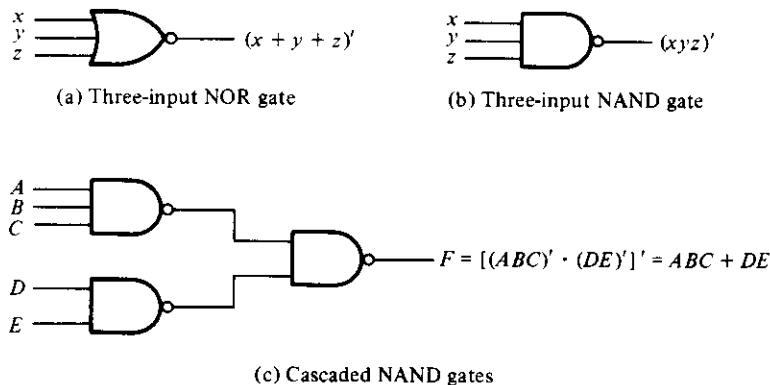 x
y
z
(x + y + z)′
(a) Three-input NOR gate
x
y
z
(xyz)′
(b) Three-input NAND gate
A
B
C
D
E
F = [(ABC)′ · (DE)′]′ = ABC + DE
(c) Cascaded NAND gates